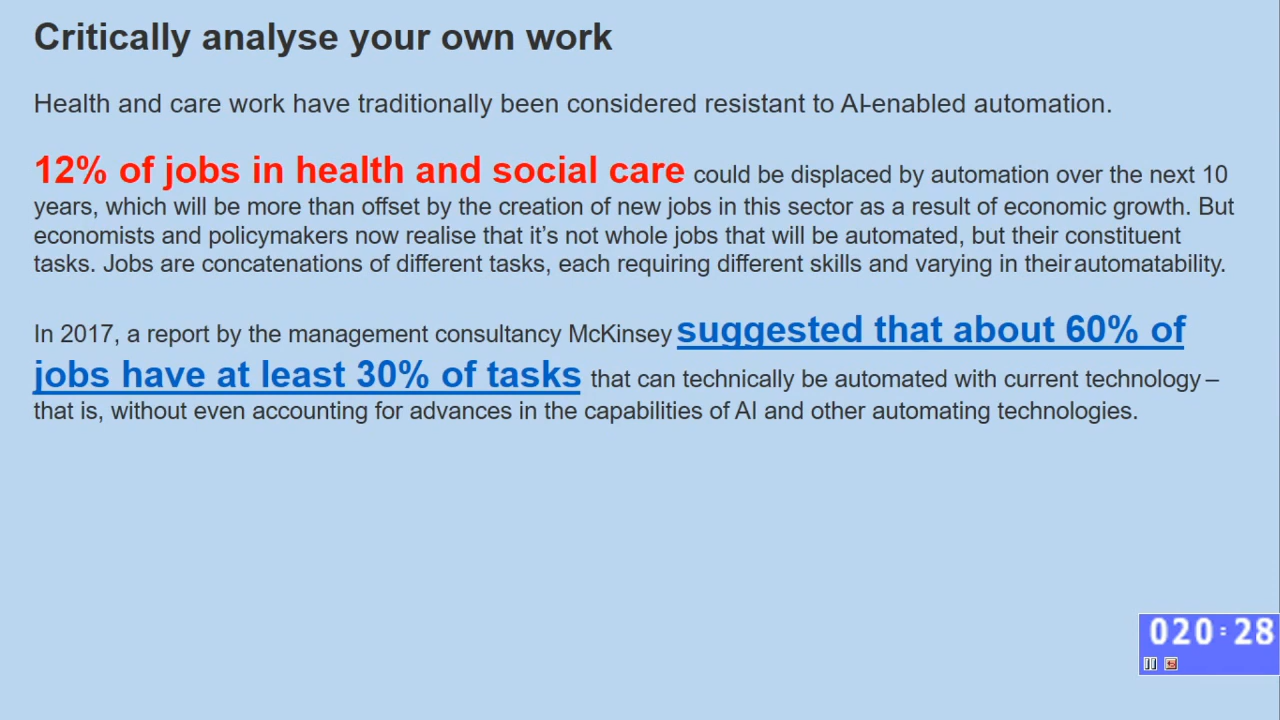 Critically analyse your own work
Health and care work have traditionally been considered resistant to AI-enabled automation.
12% of jobs in health and social care could be displaced by automation over the next 10
years, which will be more than offset by the creation of new jobs in this sector as a result of economic growth. But
economists and policymakers now realise that it’s not whole jobs that will be automated, but their constituent
tasks. Jobs are concatenations of different tasks, each requiring different skills and varying in their automatability.
In 2017, a report by the management consultancy McKinsey suggested that about 60% of
jobs have at least 30% of tasks that can technically be automated with current technology –
that is, without even accounting for advances in the capabilities of AI and other automating technologies.
020:28